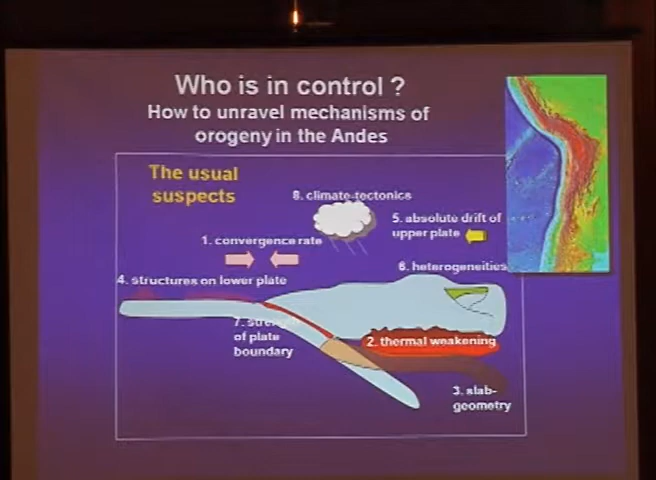 Who is in control ?
How to unravel mechanisms of
orogeny in the Andes
The usual
suspects
8. climate-tectonics
5. absolute drift of
upper plate
1. convergence rate
6. heterogeneities
4. structures on lower plate
7. strength
of plate
boundary
2. thermal weakening
3. slab-
geometry